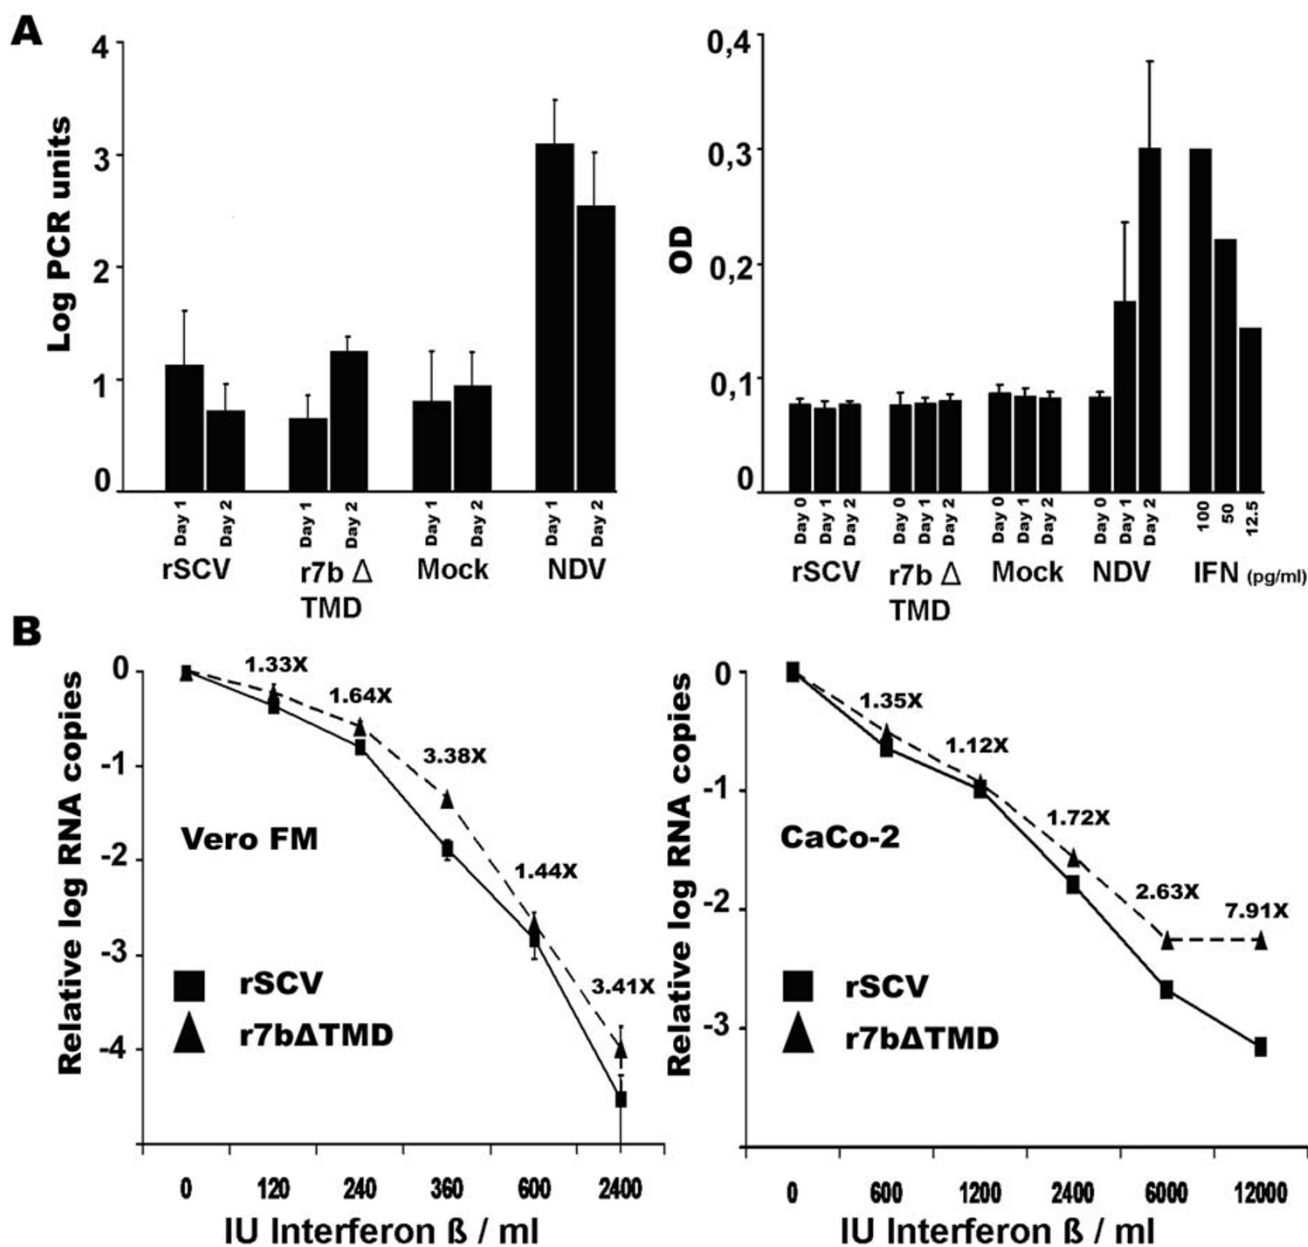 A
4
3
2
1
0
Log PCR units
Day 1
Day 2
Day 1
Day 2
Day 1
Day 2
Day 1
Day 2
rSCV
r7b Δ
TMD
Mock
NDV
0,4
0,3
0,2
0,1
0
OD
Day 0
Day 1
Day 2
Day 0
Day 1
Day 2
Day 0
Day 1
Day 2
Day 0
Day 1
Day 2
100
50
12.5
rSCV
r7b Δ
TMD
Mock
NDV
IFN (pg/ml)
B
0
-1
-2
-3
-4
Relative log RNA copies
1.33X
1.64X
3.38X
1.44X
3.41X
Vero FM
rSCV
r7bΔTMD
0 120 240 360 600 2400
IU Interferon ß / ml
0
-1
-2
-3
Relative log RNA copies
1.35X
1.12X
1.72X
2.63X
7.91X
CaCo-2
rSCV
r7bΔTMD
0 600 1200 2400 6000 12000
IU Interferon ß / ml